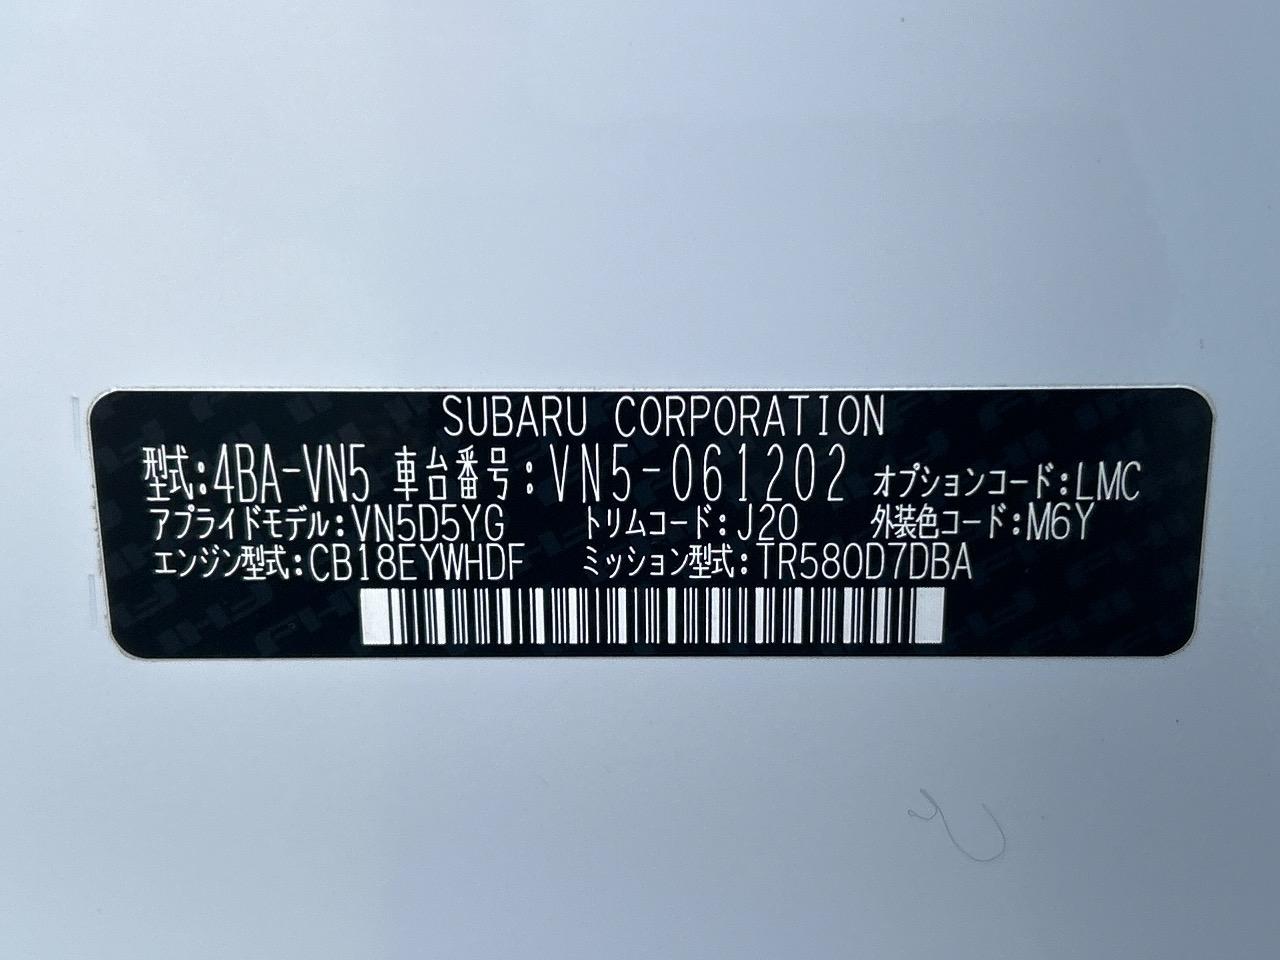 SUBARU CORPORATION
型式:4BA-VN5 車台番号:VN5-061202 オプションコード:LMC
アプライドモデル:VN5D5YG トリムコード:J20 外装色コード:M6Y
エンジン型式:CB18EYWHDF ミッション型式:TR580D7DBA